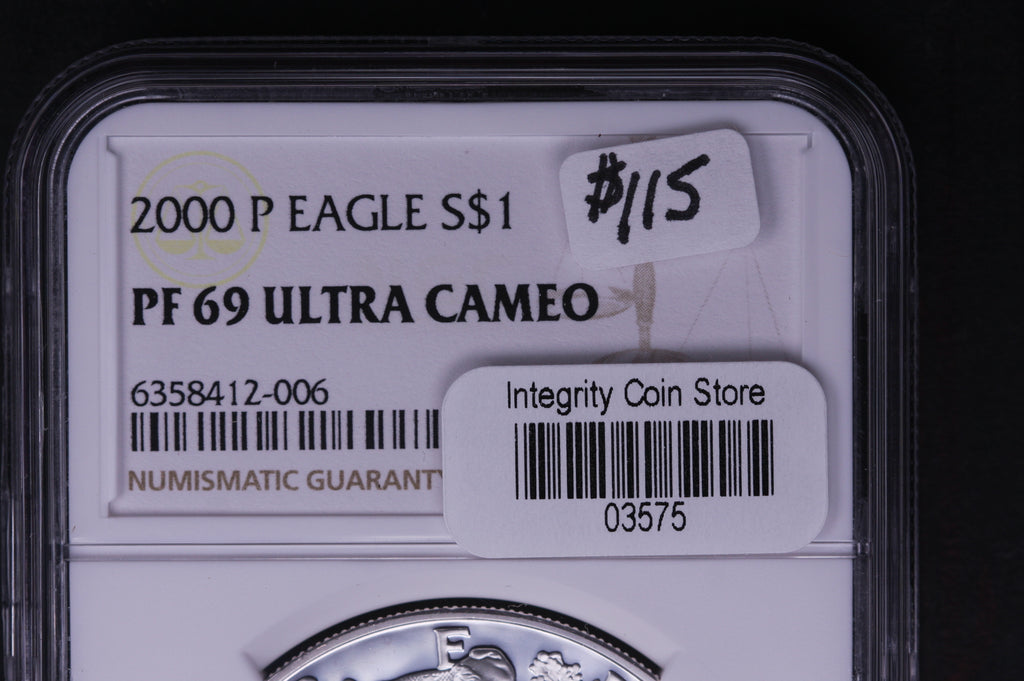 2000 P EAGLE S$1
$115
PF 69 ULTRA CAMEO
6358412-006
NUMISMATIC GUARANTY
Integrity Coin Store
03575
E